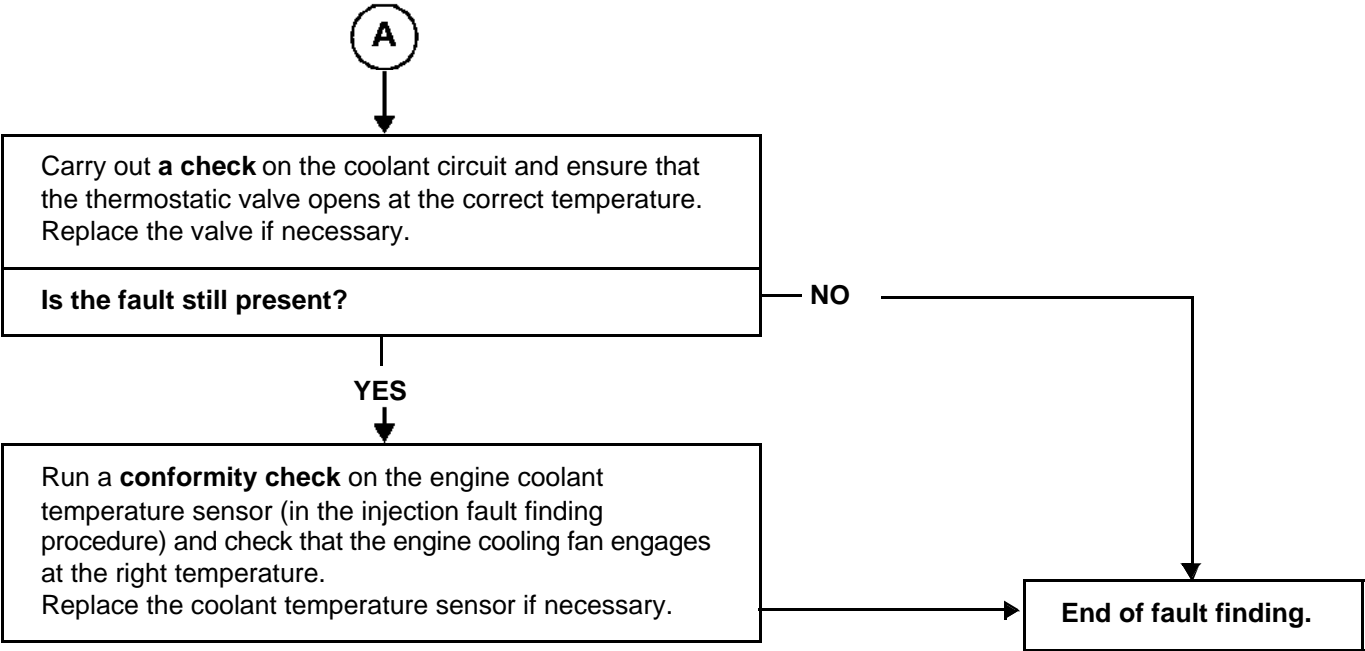 A
Carry out a check on the coolant circuit and ensure that
the thermostatic valve opens at the correct temperature.
Replace the valve if necessary.
Is the fault still present?
NO
YES
Run a conformity check on the engine coolant
temperature sensor (in the injection fault finding
procedure) and check that the engine cooling fan engages
at the right temperature.
Replace the coolant temperature sensor if necessary.
End of fault finding.